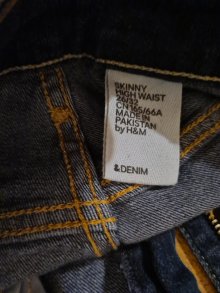 SKINNY
HIGH WAIST
26/32
CN 165/66A
MADE IN
PAKISTAN
by H&M
&DENIM